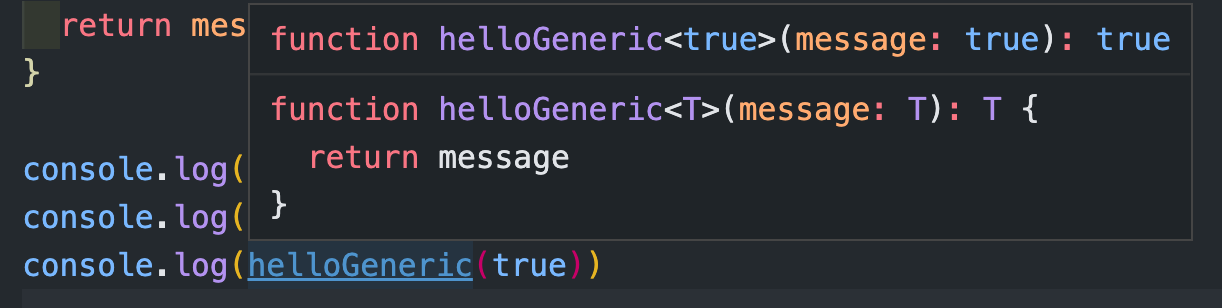 return mes
}
function helloGeneric<true>(message: true): true
function helloGeneric<T>(message: T): T {
return message
}
console.log(
console.log(
console.log(helloGeneric(true))